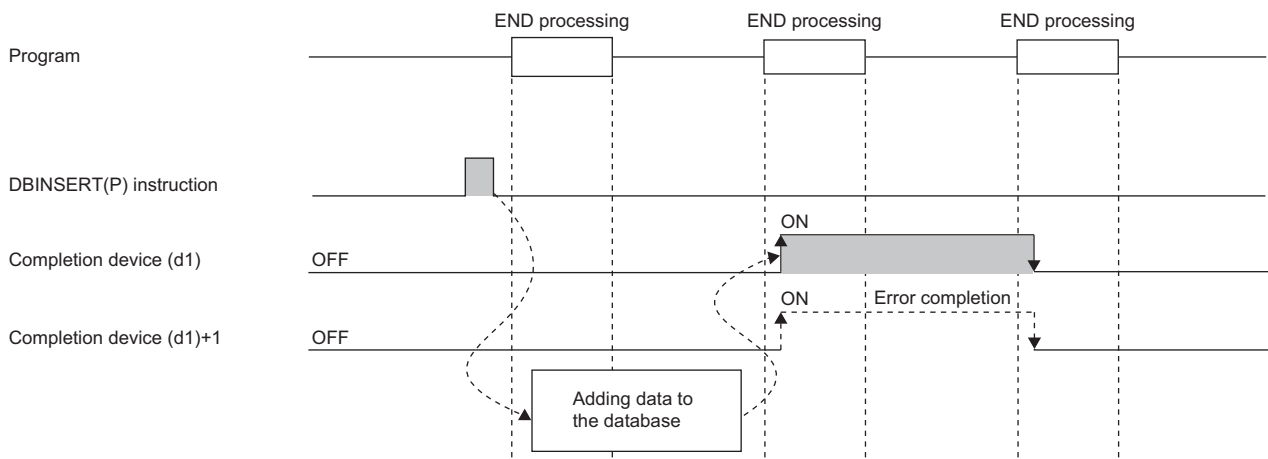 END processing
END processing
END processing
Program
DBINSERT(P) instruction
ON
Completion device (d1)
OFF
ON
Error completion
Completion device (d1)+1
OFF
Adding data to
the database